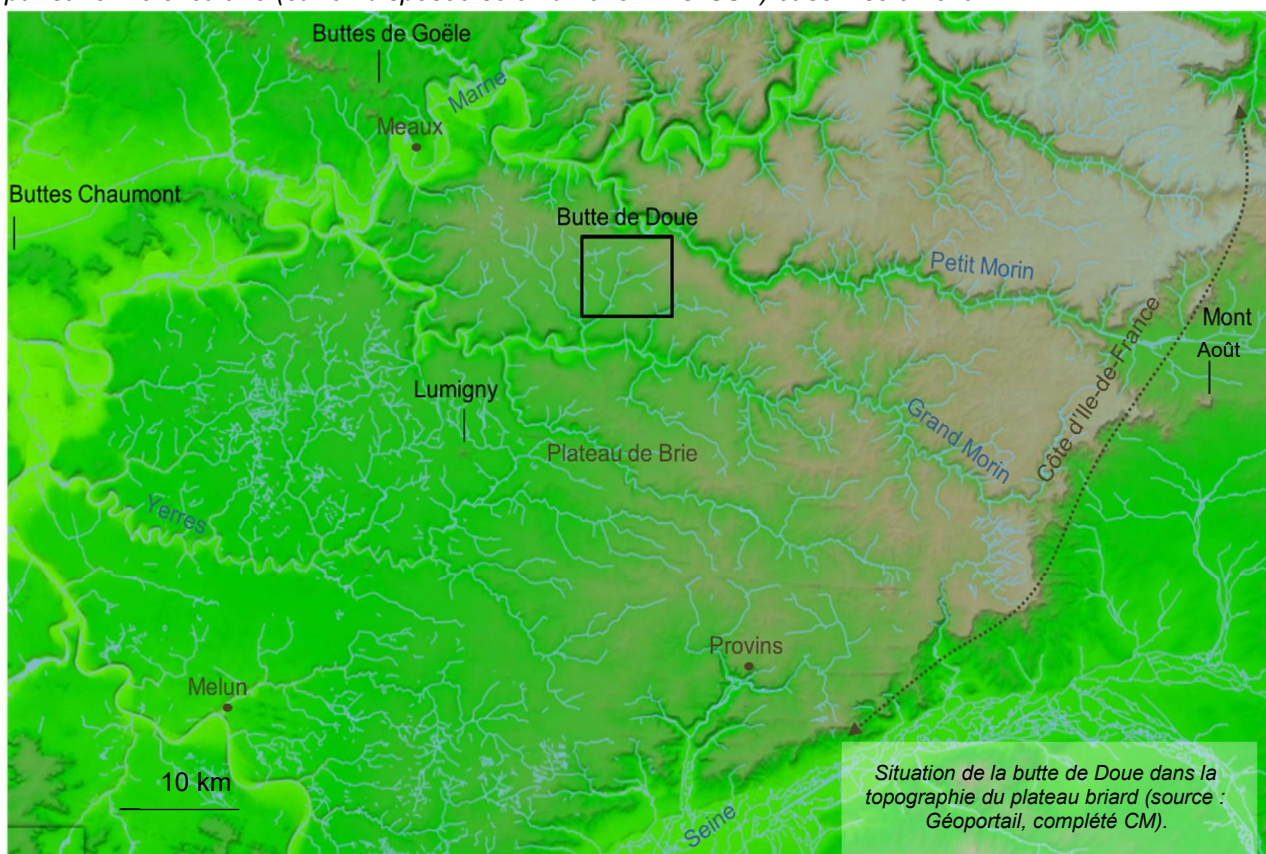 Buttes de Goële
Marne
Meaux
Buttes Chaumont
Butte de Doue
Petit Morin
Mont
Août
Côte d'Ile-de-France
Lumigny
Grand Morin
Plateau de Brie
Yerres
Provins
Melun
10 km
Seine
Situation de la butte de Doue dans la
topographie du plateau briard (source :
Géoportail, complété CM).